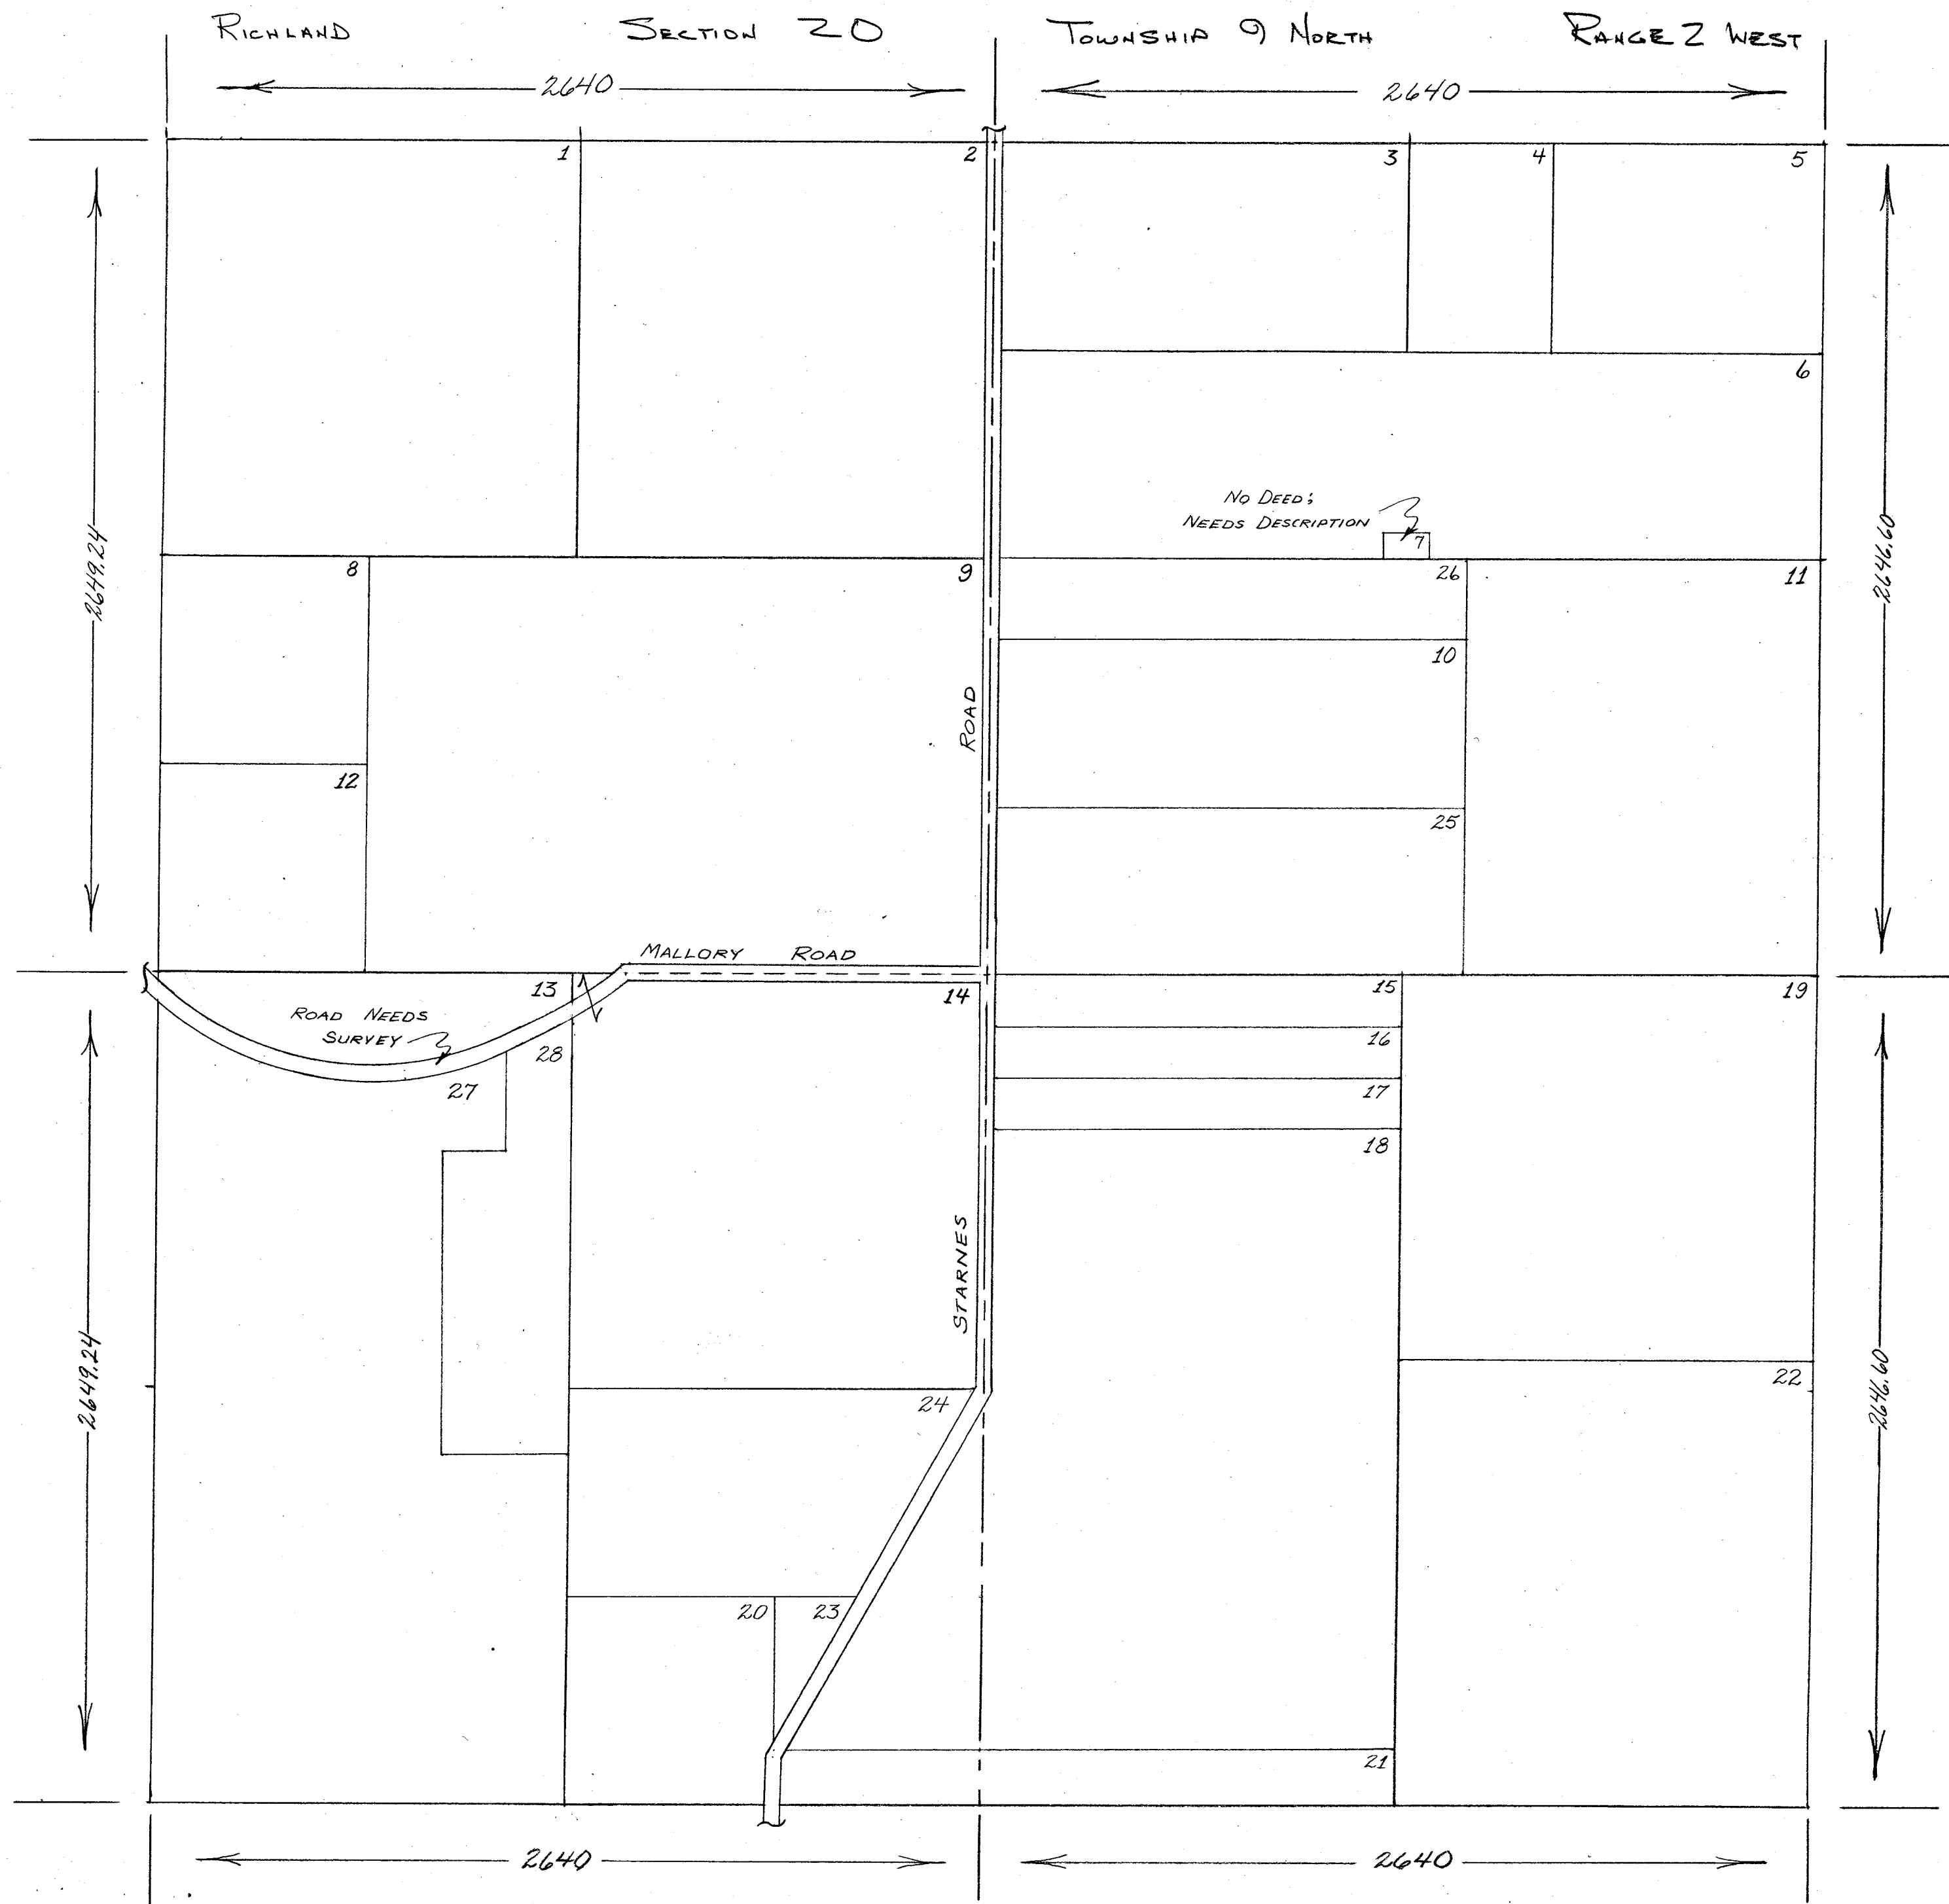 RICHLAND SECTION 20 TOWNSHIP 9 NORTH RANGE 2 WEST
2640 2640
1 2 3 4 5
6
2649.24 2646.60
NO DEED;
NEEDS DESCRIPTION
7
8 9 26 11
10
ROAD
12
25
MALLORY ROAD
13 14 15 19
ROAD NEEDS
SURVEY
16
28
27 17
18
STARNES
2649.24 2646.60
22
24
20 23
21
2640 2640